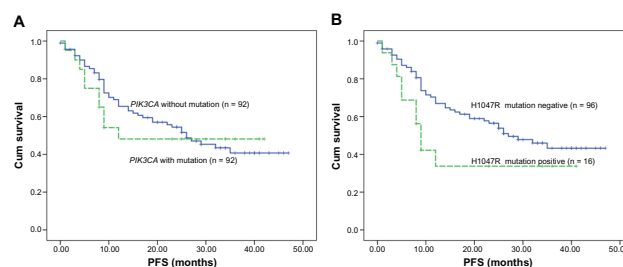 A
Cum survival
1.0
0.8
0.6
0.4
0.2
0.0
PIK3CA without mutation (n = 92)
PIK3CA with mutation (n = 92)
0.00 10.00 20.00 30.00 40.00 50.00
PFS (months)
B
Cum survival
1.0
0.8
0.6
0.4
0.2
0.0
H1047R mutation negative (n = 96)
H1047R mutation positive (n = 16)
0.00 10.00 20.00 30.00 40.00 50.00
PFS (months)